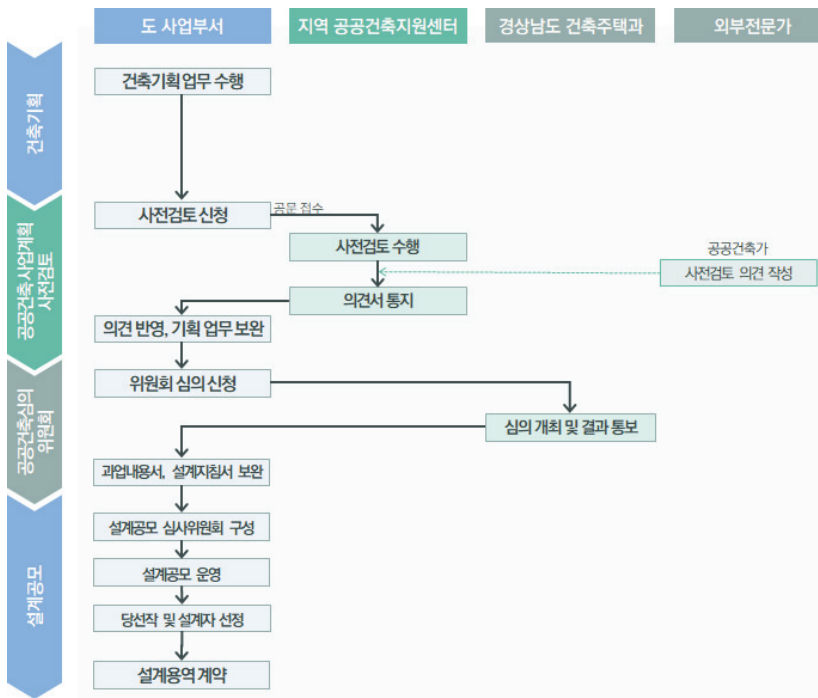 도 사업부서
지역 공공건축지원센터
경상남도 건축주택과
외부전문가
건축기획
건축기획 업무 수행
공공건축 사업계획
사전검토
사전검토 신청
공문 접수
사전검토 수행
공공건축가
사전검토 의견 작성
의견서 통지
의견 반영, 기획 업무 보완
공공건축심의
위원회
위원회 심의 신청
심의 개최 및 결과 통보
과업내용서, 설계지침서 보완
설계공모
설계공모 심사위원회 구성
설계공모 운영
당선작 및 설계자 선정
설계용역 계약